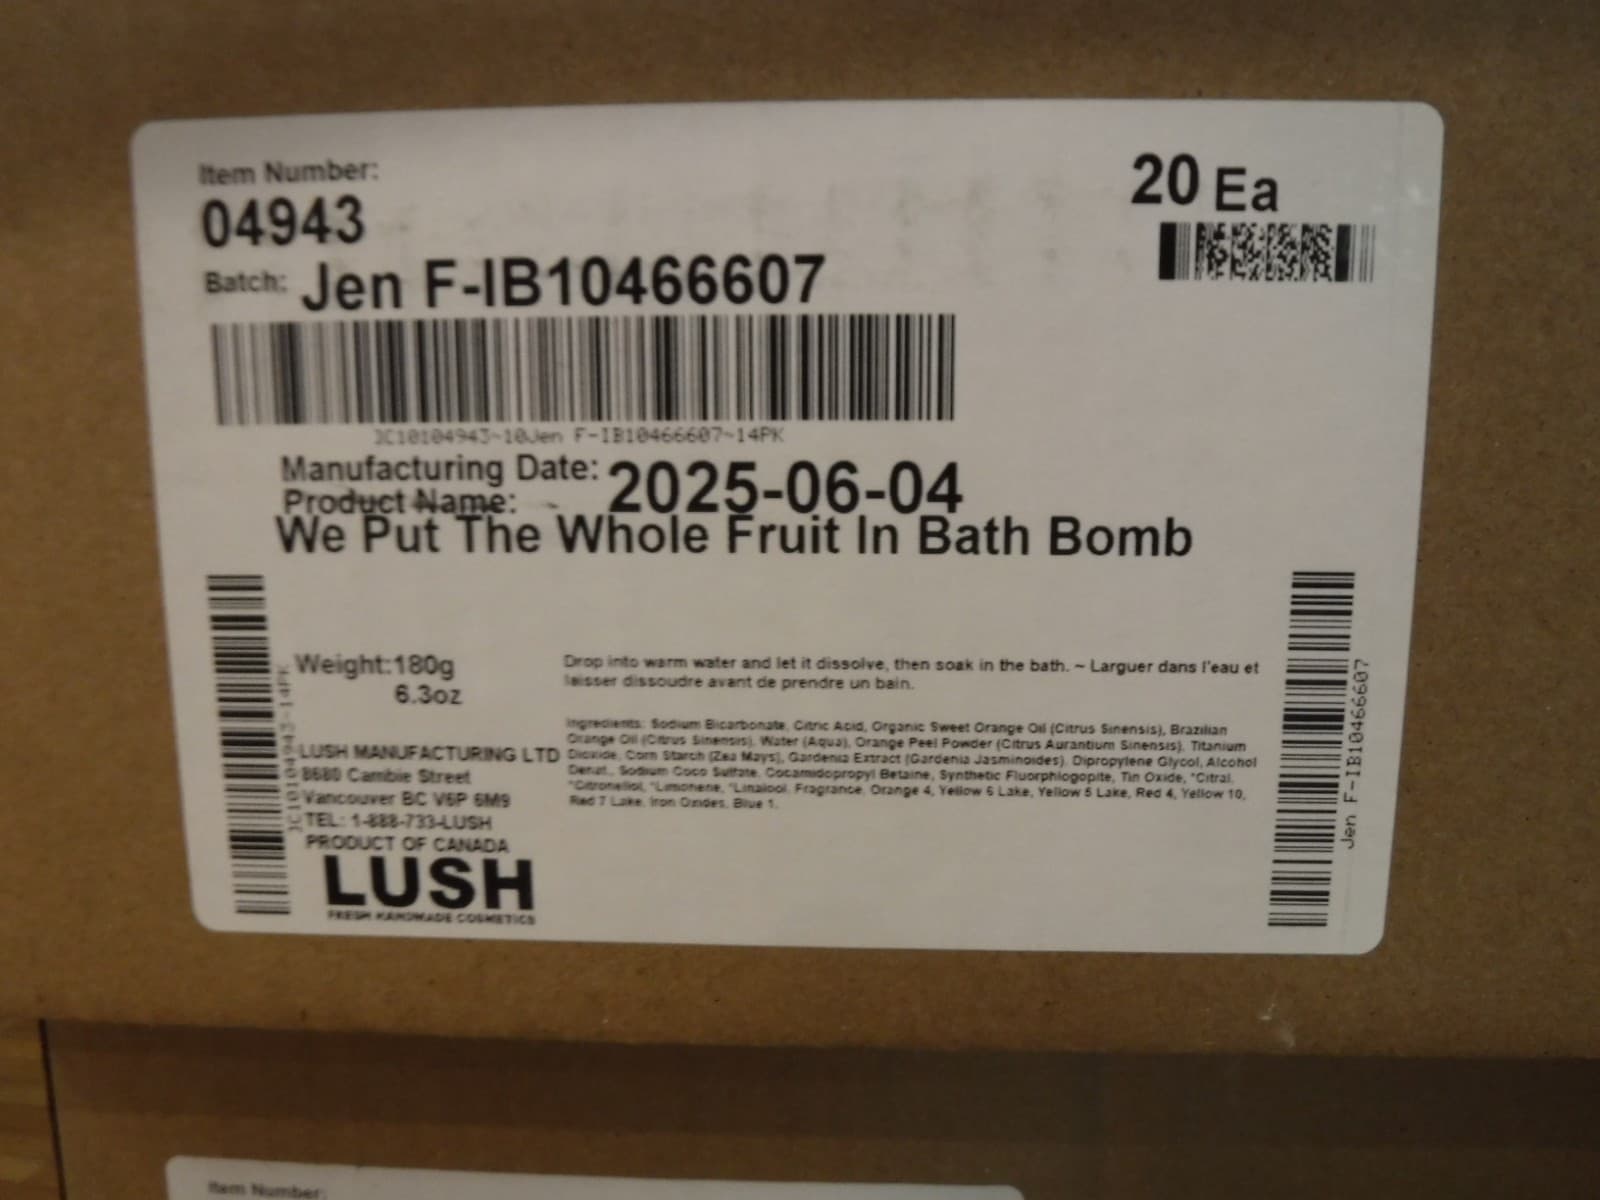 Item Number:
04943
20 Ea
Batch: Jen F-IB10466607
3C10104943~10Jen F-IB10466607~14PK
Manufacturing Date: 2025-06-04
Product Name:
We Put The Whole Fruit In Bath Bomb
Weight:180g
6.3oz
Drop into warm water and let it dissolve, then soak in the bath. ~ Larguer dans l'eau et
laisser dissoudre avant de prendre un bain.
Ingredients: Sodium Bicarbonate, Citric Acid, Organic Sweet Orange Oil (Citrus Sinensis), Brazilian
Orange Oil (Citrus Sinensis), Water (Aqua), Orange Peel Powder (Citrus Aurantium Sinensis), Titanium
Dioxide, Corn Starch (Zea Mays), Gardenia Extract (Gardenia Jasminoides), Dipropylene Glycol, Alcohol
Denat., Sodium Coco Sulfate, Cocamidopropyl Betaine, Synthetic Fluorphlogopite, Tin Oxide, *Citral,
*Citronellol, *Limonene, *Linalool, Fragrance, Orange 4, Yellow 6 Lake, Yellow 5 Lake, Red 4, Yellow 10,
Red 7 Lake, Iron Oxides, Blue 1.
LUSH MANUFACTURING LTD
8680 Cambie Street
Vancouver BC V6P 6M9
TEL: 1-888-733-LUSH
PRODUCT OF CANADA
LUSH
FRESH HANDMADE COSMETICS
3C10104943~14PK
Jen F-IB10466607
Item Number: